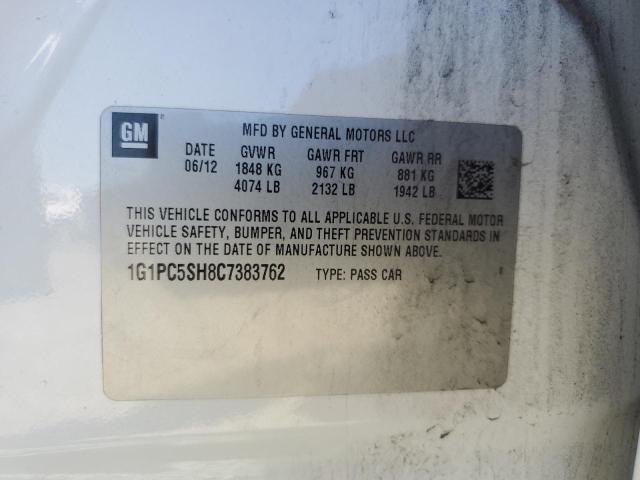 GM
MFD BY GENERAL MOTORS LLC
DATE GVWR GAWR FRT GAWR RR
06/12 1848 KG 967 KG 881 KG
4074 LB 2132 LB 1942 LB
THIS VEHICLE CONFORMS TO ALL APPLICABLE U.S. FEDERAL MOTOR
VEHICLE SAFETY, BUMPER, AND THEFT PREVENTION STANDARDS IN
EFFECT ON THE DATE OF MANUFACTURE SHOWN ABOVE.
1G1PC5SH8C7383762 TYPE: PASS CAR